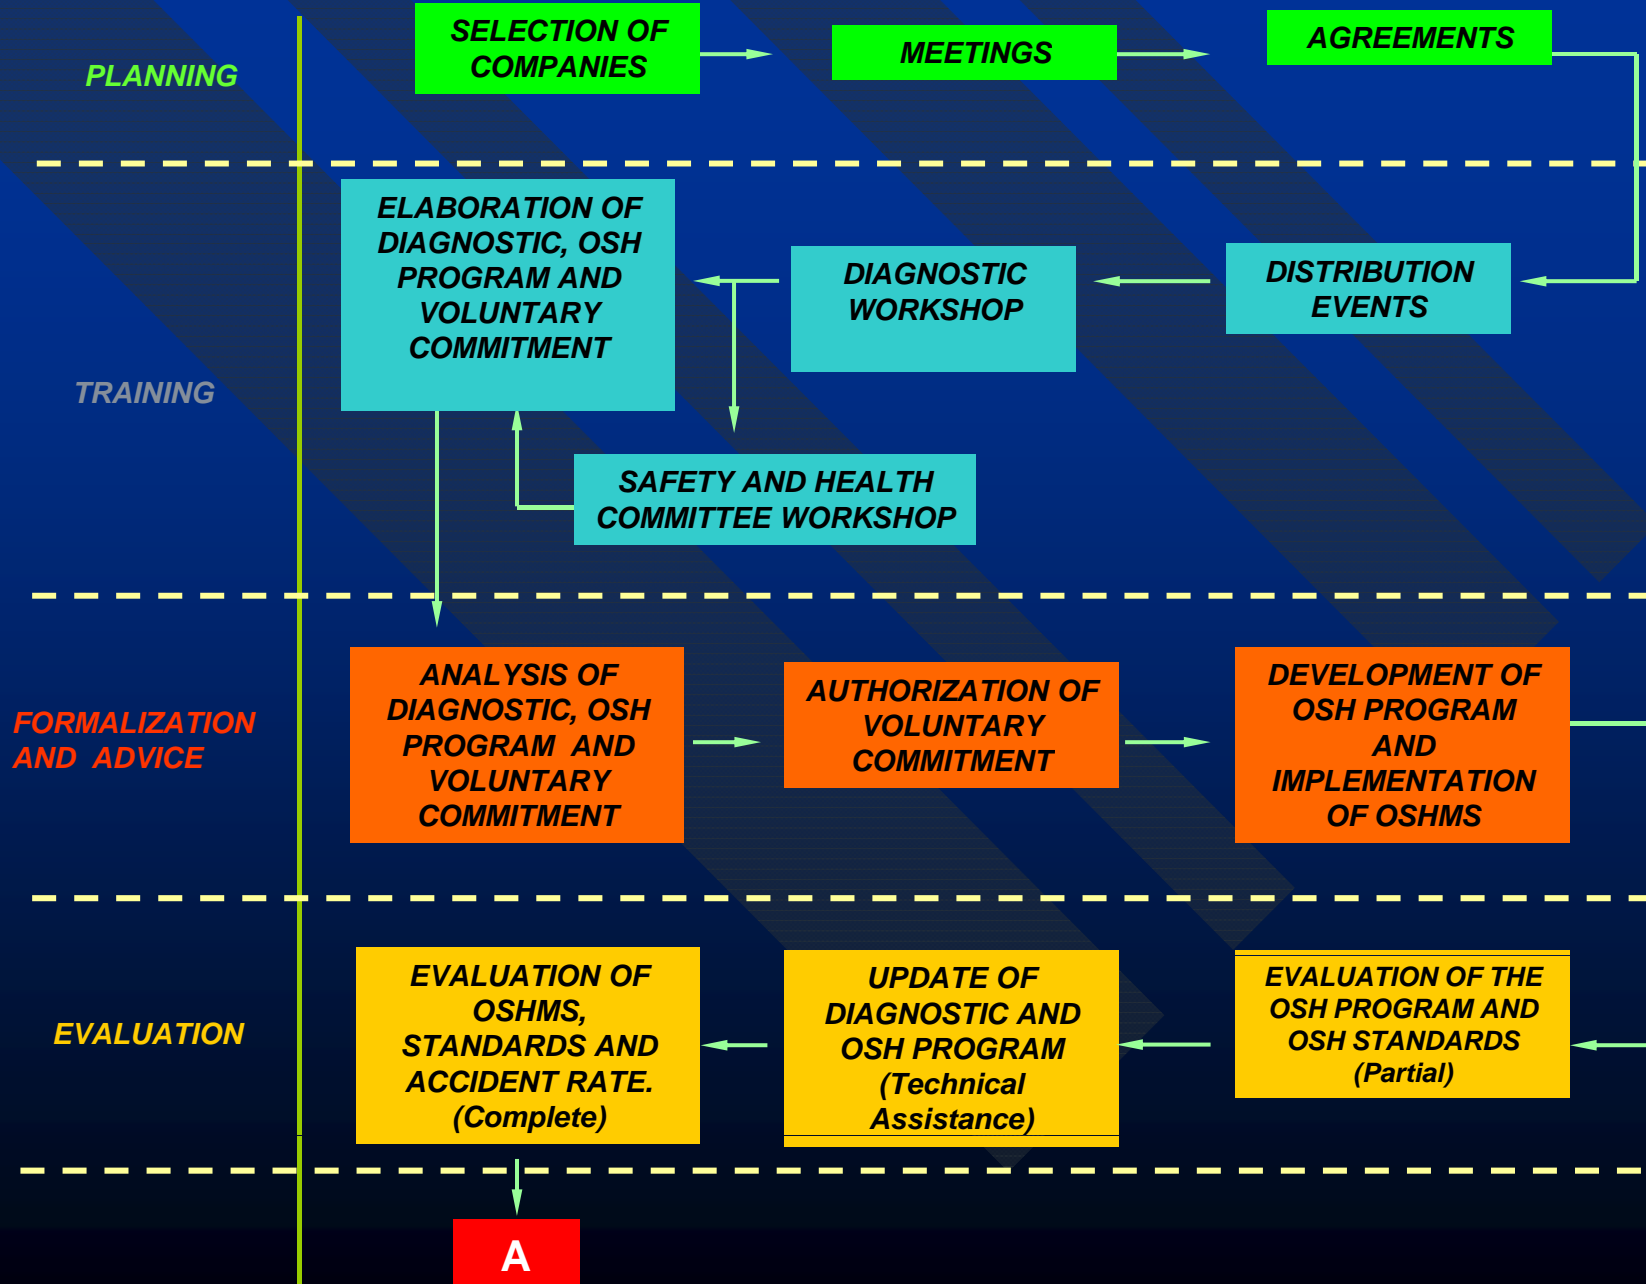 PLANNING
SELECTION OF
COMPANIES
MEETINGS
AGREEMENTS
TRAINING
ELABORATION OF
DIAGNOSTIC, OSH
PROGRAM AND
VOLUNTARY
COMMITMENT
DIAGNOSTIC
WORKSHOP
DISTRIBUTION
EVENTS
SAFETY AND HEALTH
COMMITTEE WORKSHOP
FORMALIZATION
AND ADVICE
ANALYSIS OF
DIAGNOSTIC, OSH
PROGRAM AND
VOLUNTARY
COMMITMENT
AUTHORIZATION OF
VOLUNTARY
COMMITMENT
DEVELOPMENT OF
OSH PROGRAM
AND
IMPLEMENTATION
OF OSHMS
EVALUATION
EVALUATION OF
OSHMS,
STANDARDS AND
ACCIDENT RATE.
(Complete)
UPDATE OF
DIAGNOSTIC AND
OSH PROGRAM
(Technical
Assistance)
EVALUATION OF THE
OSH PROGRAM AND
OSH STANDARDS
(Partial)
A